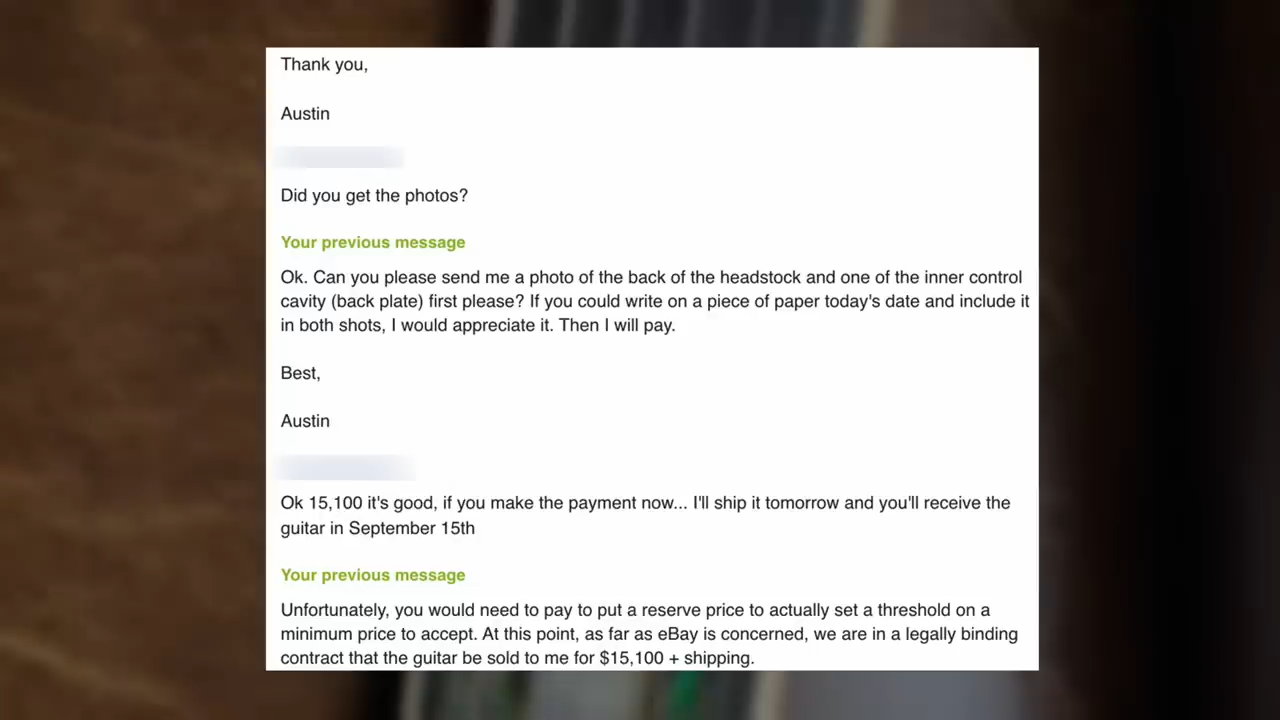 Thank you,
Austin
Did you get the photos?
Your previous message
Ok. Can you please send me a photo of the back of the headstock and one of the inner control
cavity (back plate) first please? If you could write on a piece of paper today's date and include it
in both shots, I would appreciate it. Then I will pay.
Best,
Austin
Ok 15,100 it's good, if you make the payment now... I'll ship it tomorrow and you'll receive the
guitar in September 15th
Your previous message
Unfortunately, you would need to pay to put a reserve price to actually set a threshold on a
minimum price to accept. At this point, as far as eBay is concerned, we are in a legally binding
contract that the guitar be sold to me for $15,100 + shipping.